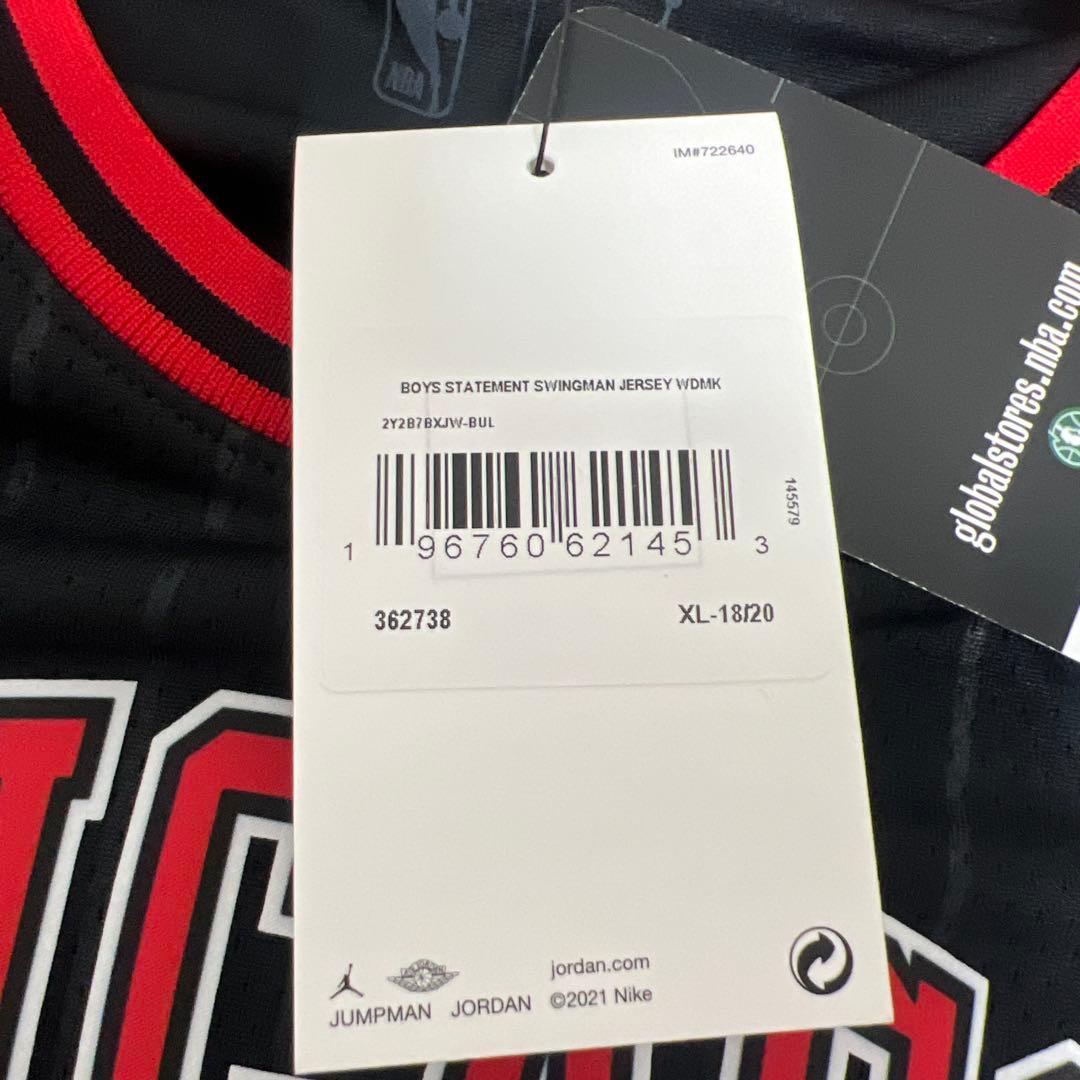 NBA
IM#722640
globalstores.nba.com
BOYS STATEMENT SWINGMAN JERSEY WDMK
2Y2B7BXJW-BUL
145579
1 96760 62145 3
362738
XL-18/20
JUMPMAN
JORDAN
jordan.com
©2021 Nike